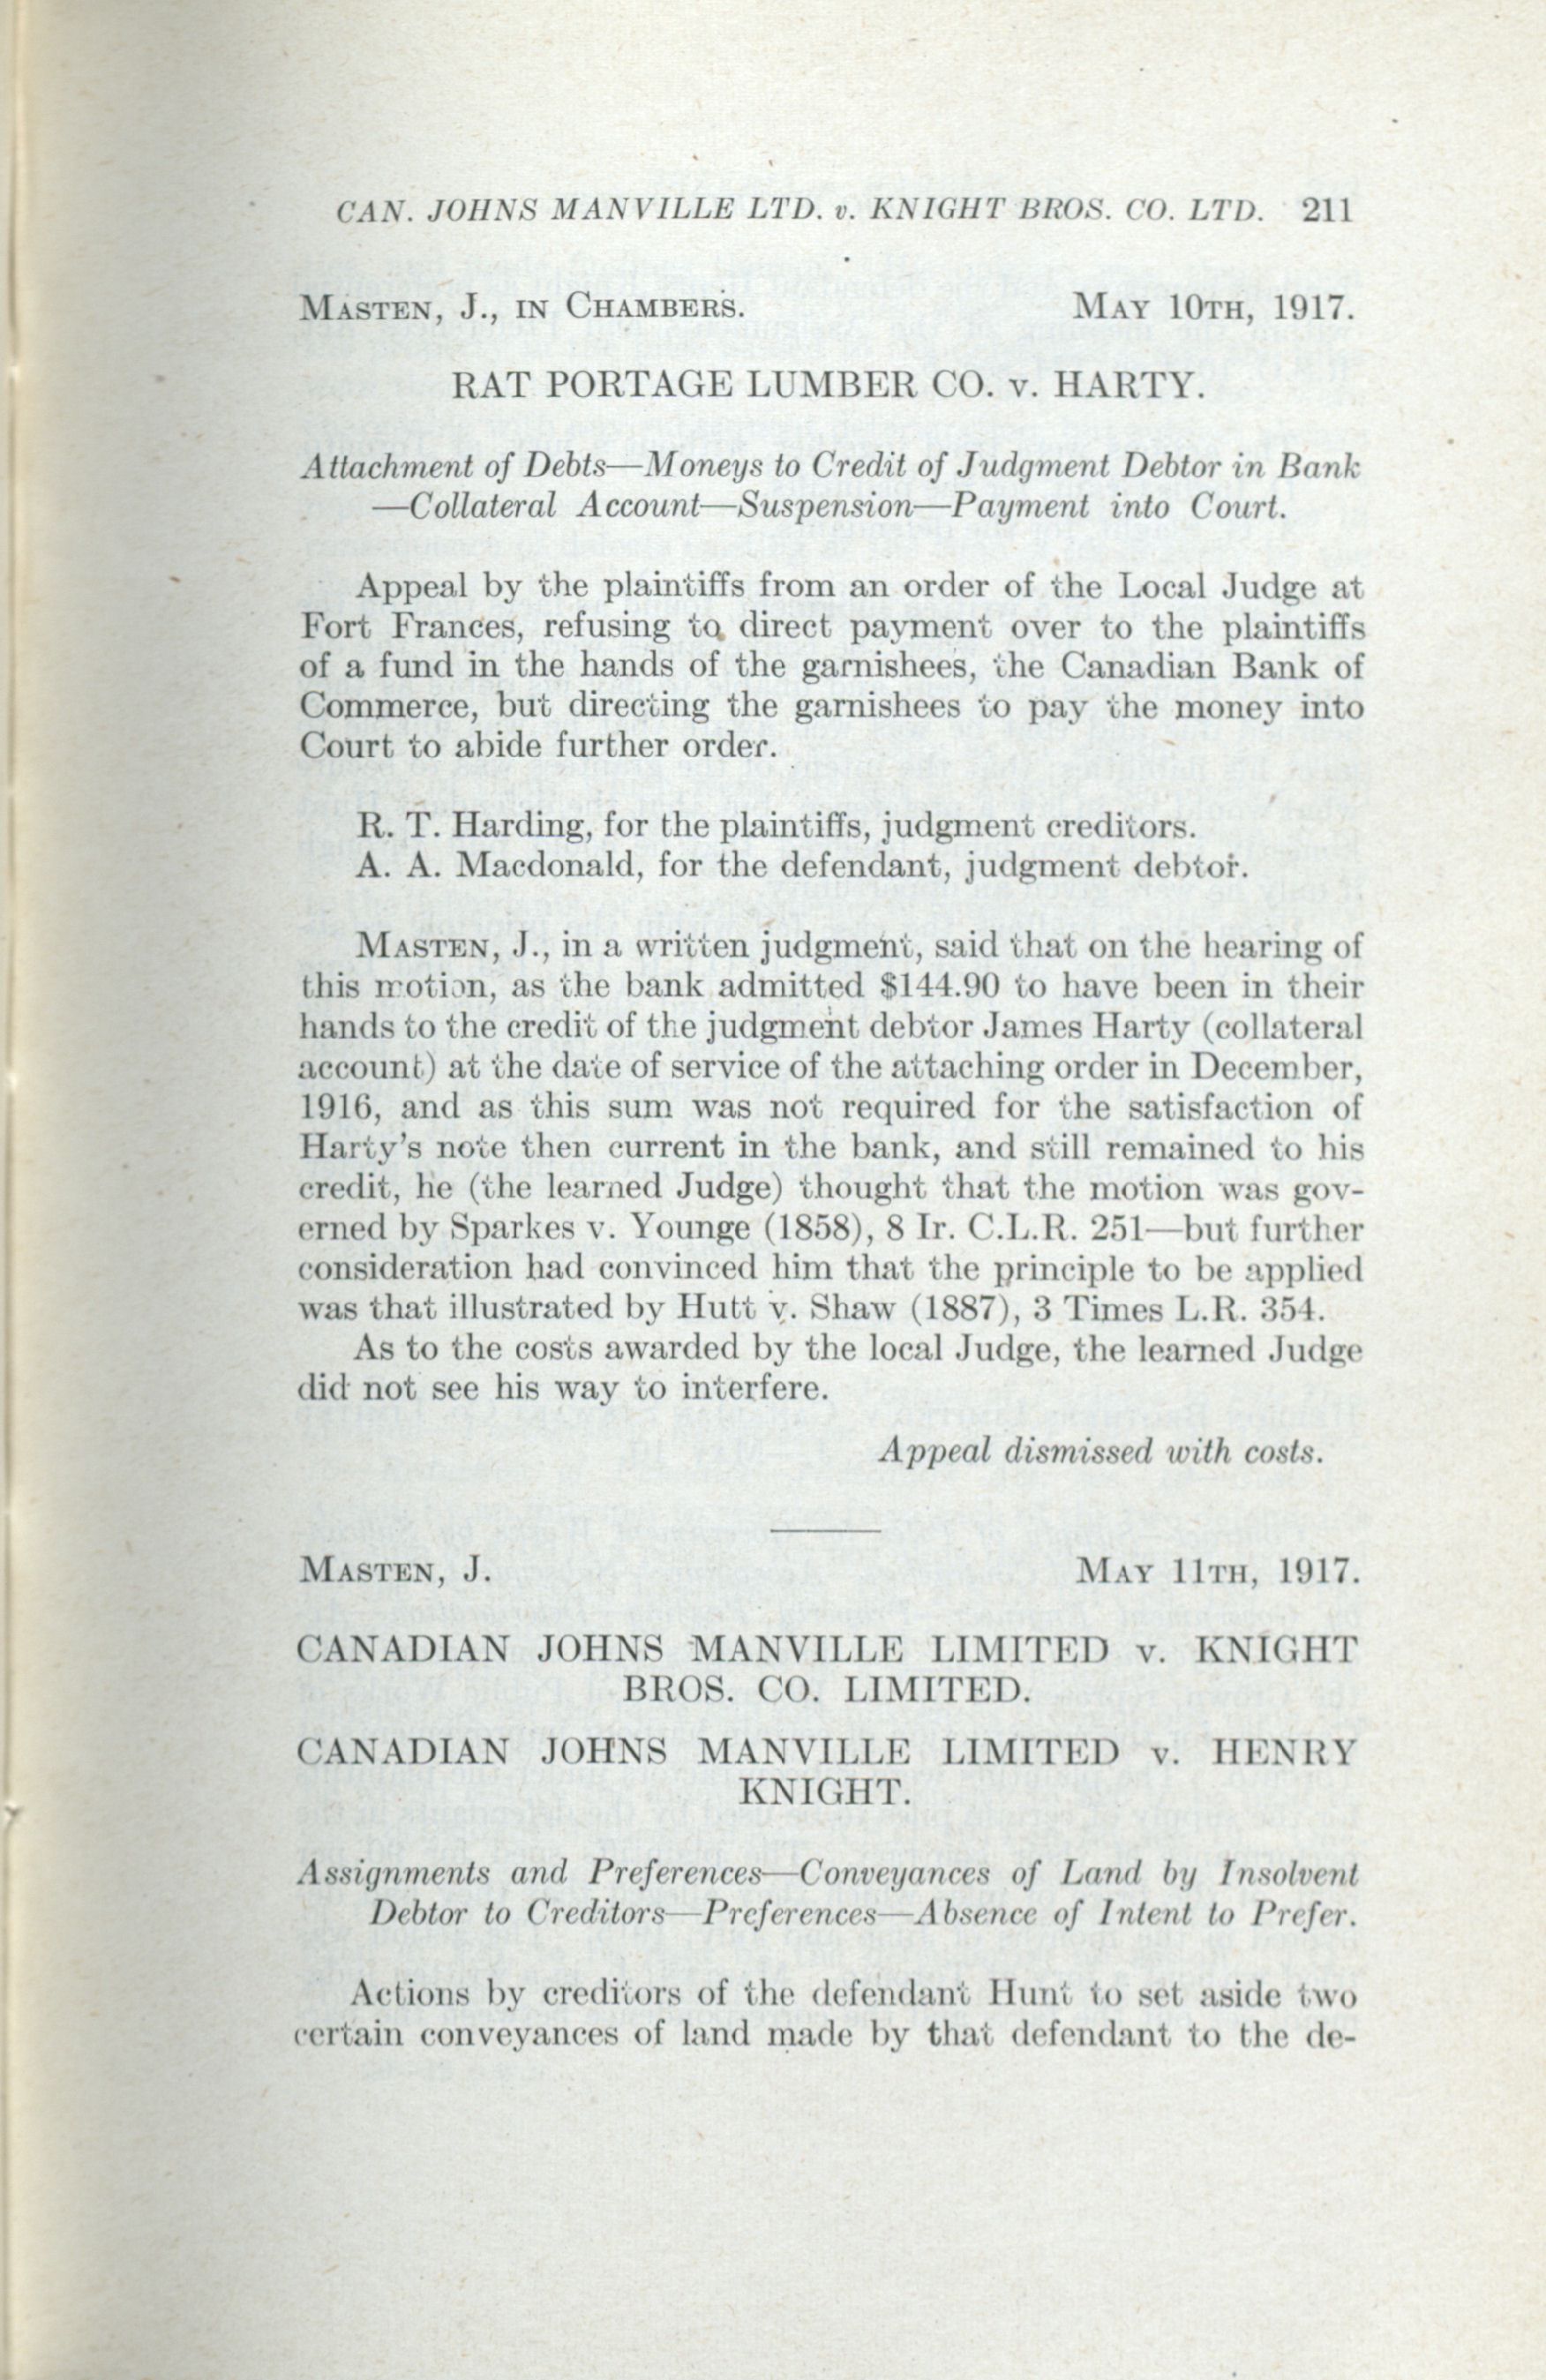 CAN. JOHNS MANVILLE LTD. v. KNIGHT BROS. CO. LTD. 211
MASTEN, J., IN CHAMBERS. MAY 10TH, 1917.
RAT PORTAGE LUMBER CO. v. HARTY.
Attachment of Debts—Moneys to Credit of Judgment Debtor in Bank
—Collateral Account—Suspension—Payment into Court.
Appeal by the plaintiffs from an order of the Local Judge at
Fort Frances, refusing to direct payment over to the plaintiffs
of a fund in the hands of the garnishees, the Canadian Bank of
Commerce, but directing the garnishees to pay the money into
Court to abide further order.
R. T. Harding, for the plaintiffs, judgment creditors.
A. A. Macdonald, for the defendant, judgment debtor.
MASTEN, J., in a written judgment, said that on the hearing of
this motion, as the bank admitted $144.90 to have been in their
hands to the credit of the judgment debtor James Harty (collateral
account) at the date of service of the attaching order in December,
1916, and as this sum was not required for the satisfaction of
Harty's note then current in the bank, and still remained to his
credit, he (the learned Judge) thought that the motion was gov-
erned by Sparkes v. Younge (1858), 8 Ir. C.L.R. 251—but further
consideration had convinced him that the principle to be applied
was that illustrated by Hutt v. Shaw (1887), 3 Times L.R. 354.
As to the costs awarded by the local Judge, the learned Judge
did not see his way to interfere.
Appeal dismissed with costs.
MASTEN, J. MAY 11TH, 1917.
CANADIAN JOHNS MANVILLE LIMITED v. KNIGHT
BROS. CO. LIMITED.
CANADIAN JOHNS MANVILLE LIMITED v. HENRY
KNIGHT.
Assignments and Preferences—Conveyances of Land by Insolvent
Debtor to Creditors—Preferences—Absence of Intent to Prefer.
Actions by creditors of the defendant Hunt to set aside two
certain conveyances of land made by that defendant to the de-